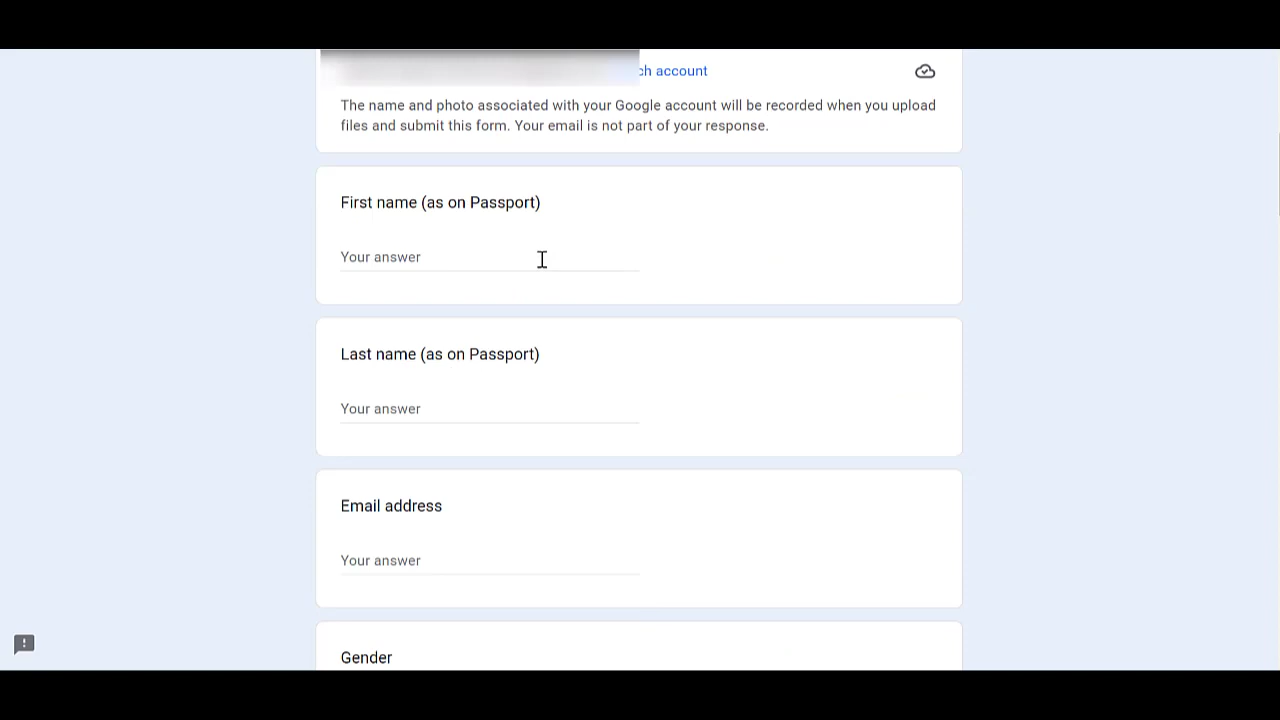 account
The name and photo associated with your Google account will be recorded when you upload
files and submit this form. Your email is not part of your response.
First name (as on Passport)
Your answer
Last name (as on Passport)
Your answer
Email address
Your answer
Gender